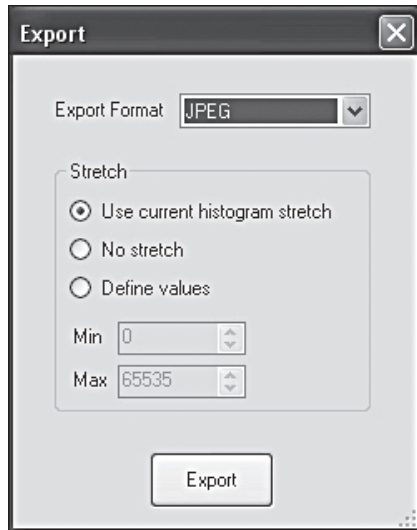 Export
Export Format JPEG
Stretch
Use current histogram stretch
No stretch
Define values
Min 0
Max 65535
Export